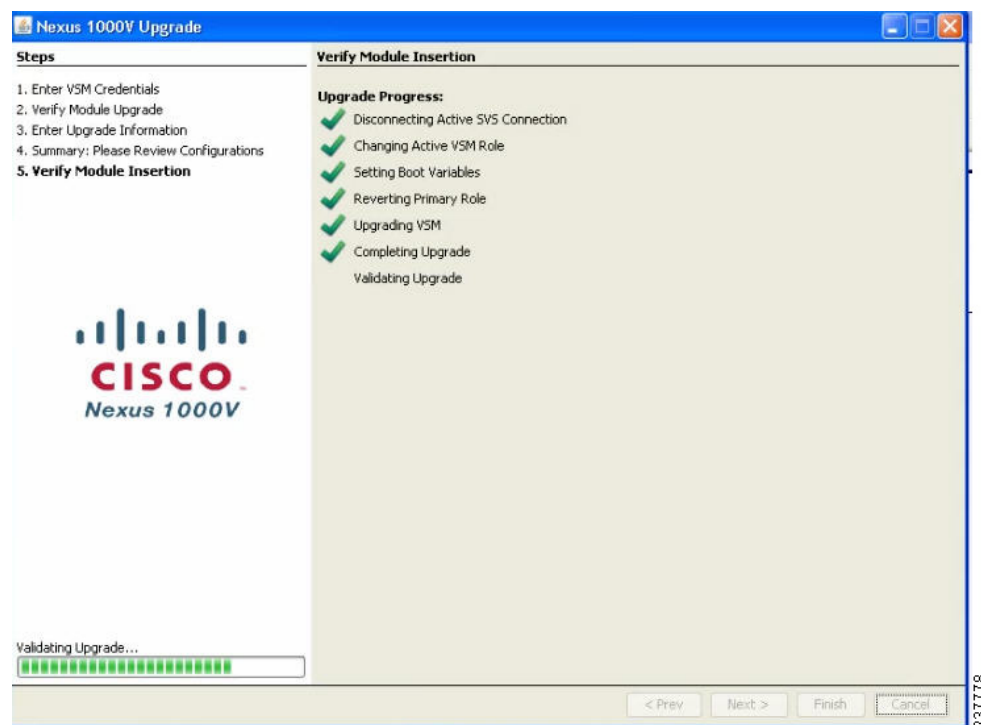 Nexus 1000V Upgrade
Steps
1. Enter VSM Credentials
2. Verify Module Upgrade
3. Enter Upgrade Information
4. Summary: Please Review Configurations
5. Verify Module Insertion
CISCO
Nexus 1000V
Validating Upgrade...
Verify Module Insertion
Upgrade Progress:
Disconnecting Active SVS Connection
Changing Active VSM Role
Setting Boot Variables
Reverting Primary Role
Upgrading VSM
Completing Upgrade
Validating Upgrade
< Prev
Next >
Finish
Cancel
237778